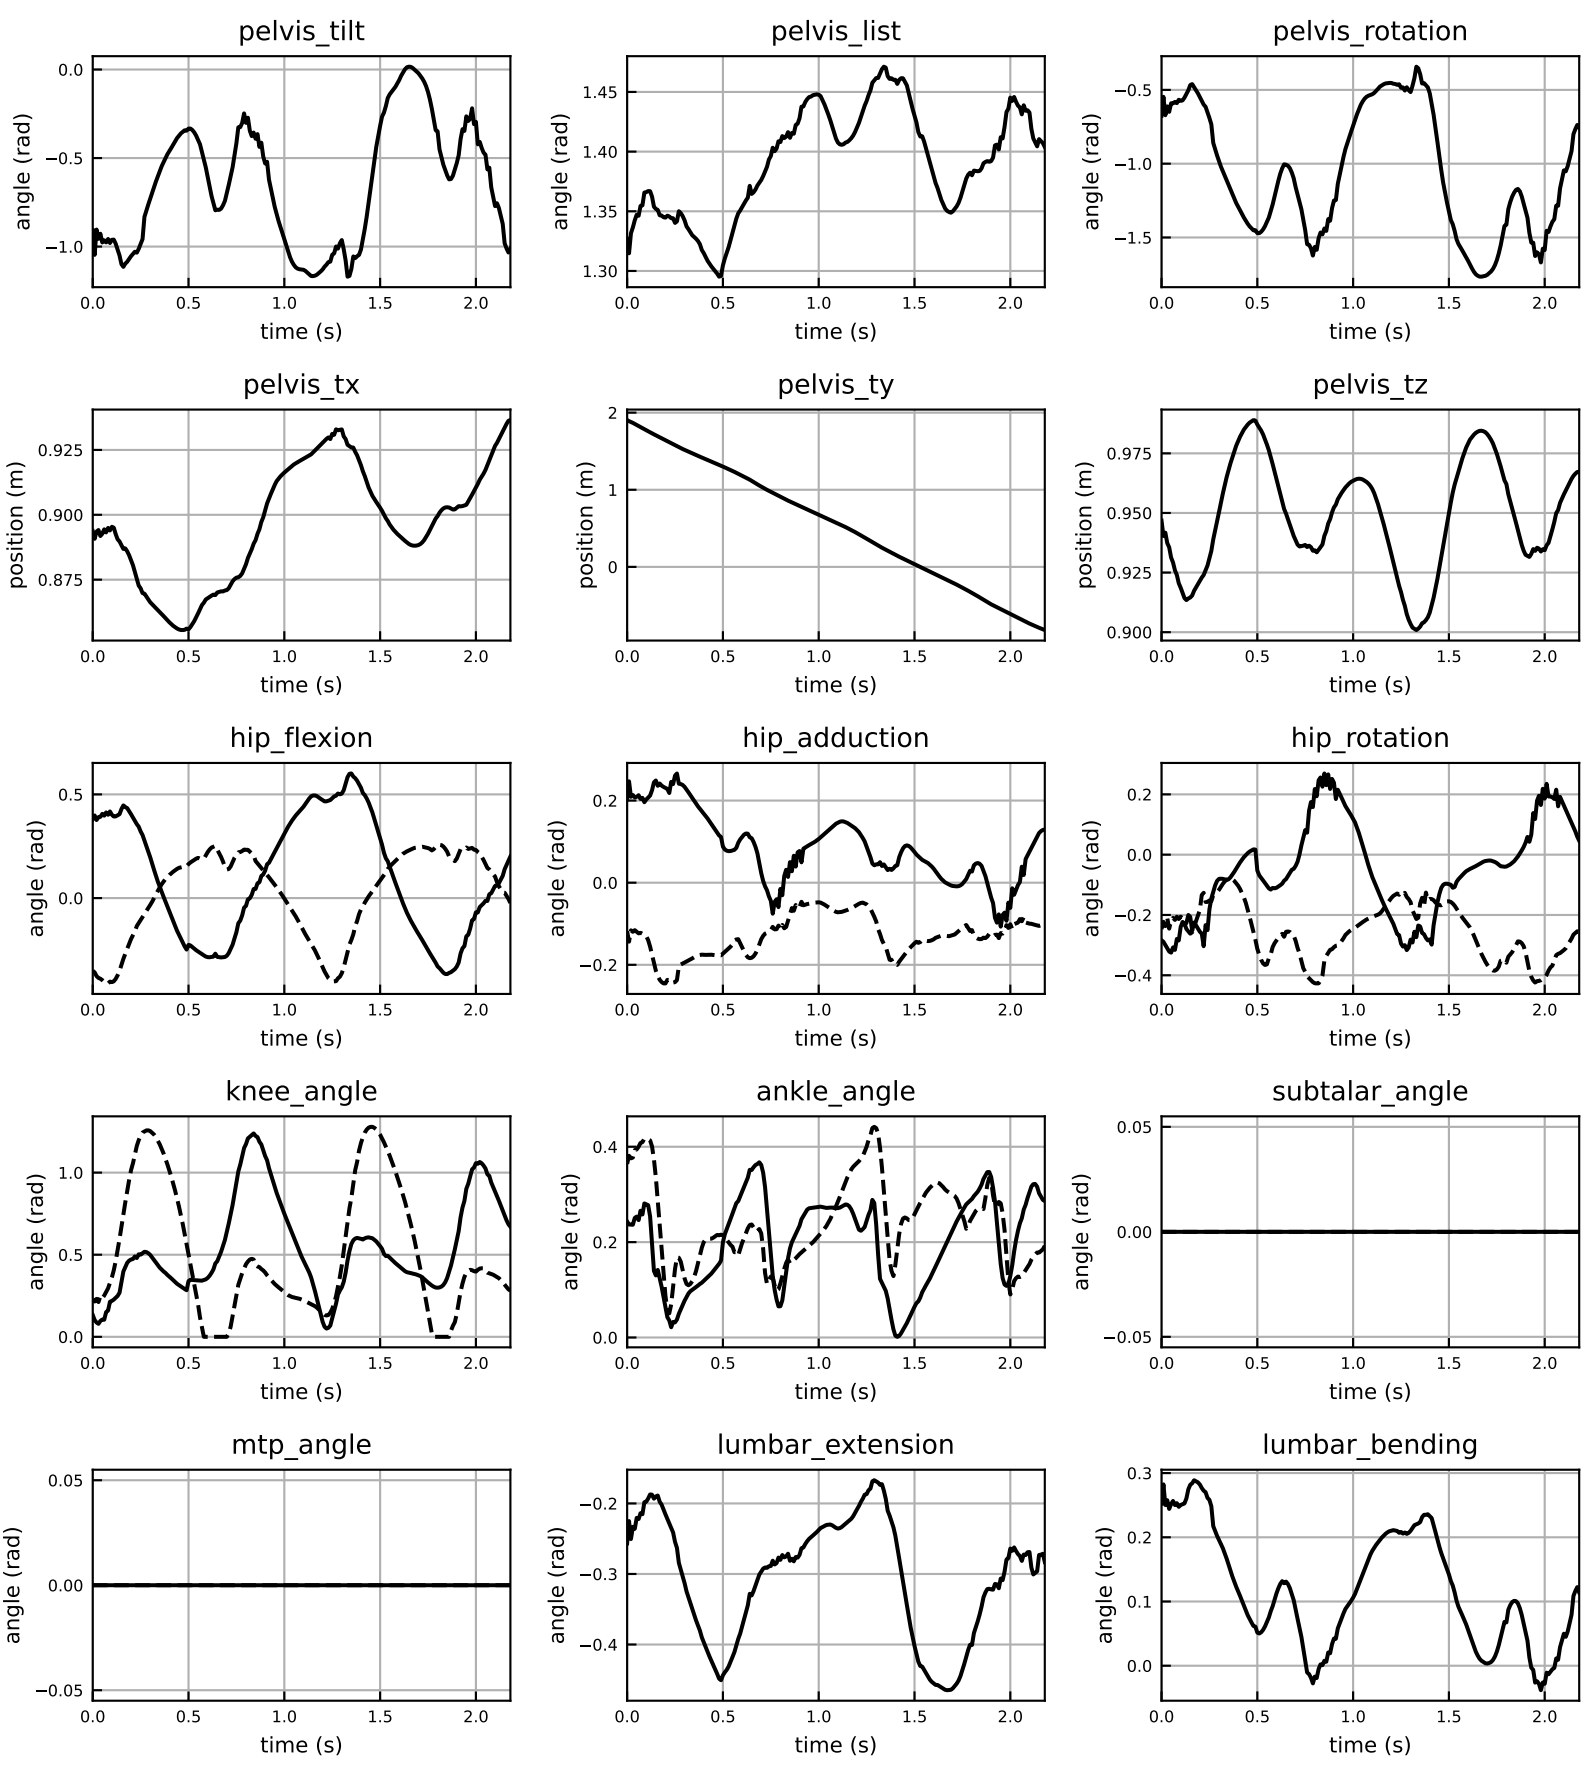 pelvis_tilt
angle (rad)
0.0
−0.5
−1.0
0.0 0.5 1.0 1.5 2.0
time (s)
pelvis_list
angle (rad)
1.45
1.40
1.35
1.30
0.0 0.5 1.0 1.5 2.0
time (s)
pelvis_rotation
angle (rad)
−0.5
−1.0
−1.5
0.0 0.5 1.0 1.5 2.0
time (s)
pelvis_tx
position (m)
0.925
0.900
0.875
0.0 0.5 1.0 1.5 2.0
time (s)
pelvis_ty
position (m)
2
1
0
0.0 0.5 1.0 1.5 2.0
time (s)
pelvis_tz
position (m)
0.975
0.950
0.925
0.900
0.0 0.5 1.0 1.5 2.0
time (s)
hip_flexion
angle (rad)
0.5
0.0
0.0 0.5 1.0 1.5 2.0
time (s)
hip_adduction
angle (rad)
0.2
0.0
−0.2
0.0 0.5 1.0 1.5 2.0
time (s)
hip_rotation
angle (rad)
0.2
0.0
−0.2
−0.4
0.0 0.5 1.0 1.5 2.0
time (s)
knee_angle
angle (rad)
1.0
0.5
0.0
0.0 0.5 1.0 1.5 2.0
time (s)
ankle_angle
angle (rad)
0.4
0.2
0.0
0.0 0.5 1.0 1.5 2.0
time (s)
subtalar_angle
angle (rad)
0.05
0.00
−0.05
0.0 0.5 1.0 1.5 2.0
time (s)
mtp_angle
angle (rad)
0.05
0.00
−0.05
0.0 0.5 1.0 1.5 2.0
time (s)
lumbar_extension
angle (rad)
−0.2
−0.3
−0.4
0.0 0.5 1.0 1.5 2.0
time (s)
lumbar_bending
angle (rad)
0.3
0.2
0.1
0.0
0.0 0.5 1.0 1.5 2.0
time (s)